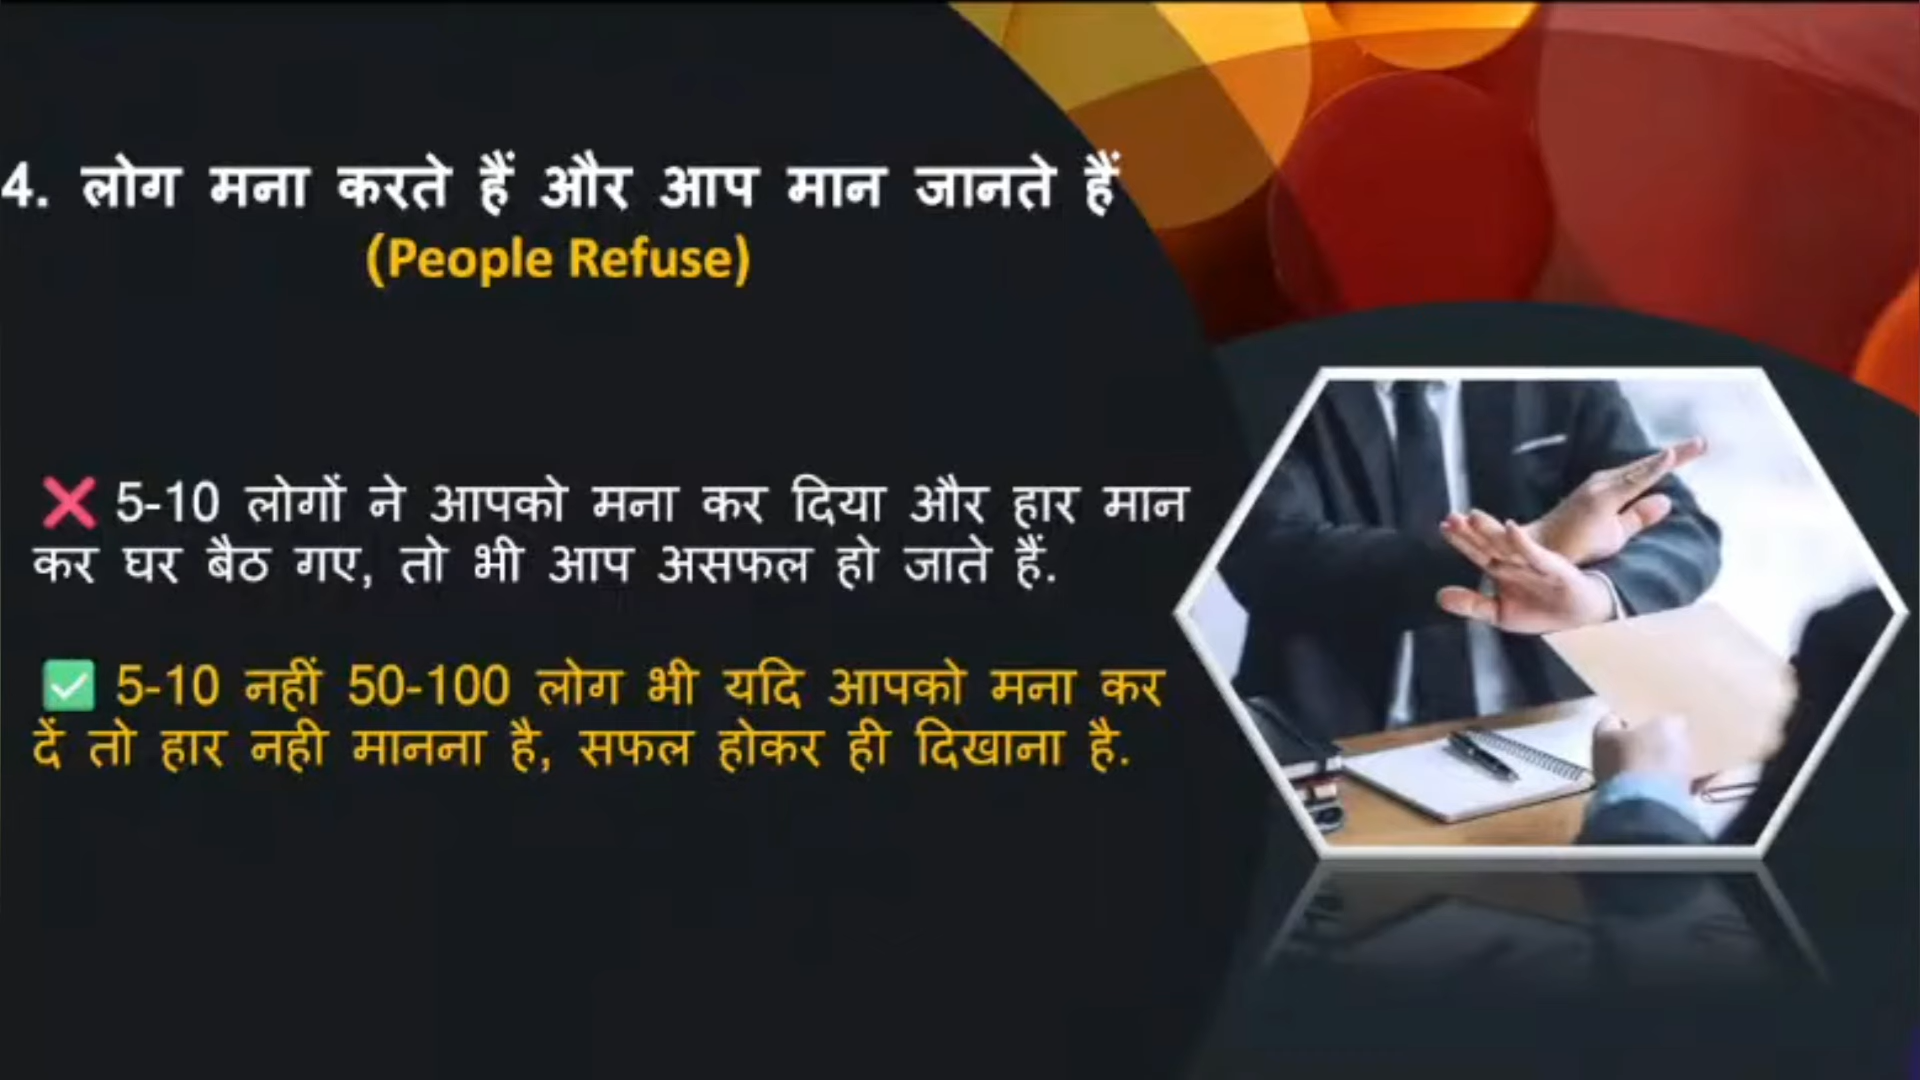 4. लोग मना करते हैं और आप मान जानते हैं
(People Refuse)
❌ 5-10 लोगों ने आपको मना कर दिया और हार मान
कर घर बैठ गए, तो भी आप असफल हो जाते हैं.
✅ 5-10 नहीं 50-100 लोग भी यदि आपको मना कर
दें तो हार नही मानना है, सफल होकर ही दिखाना है.